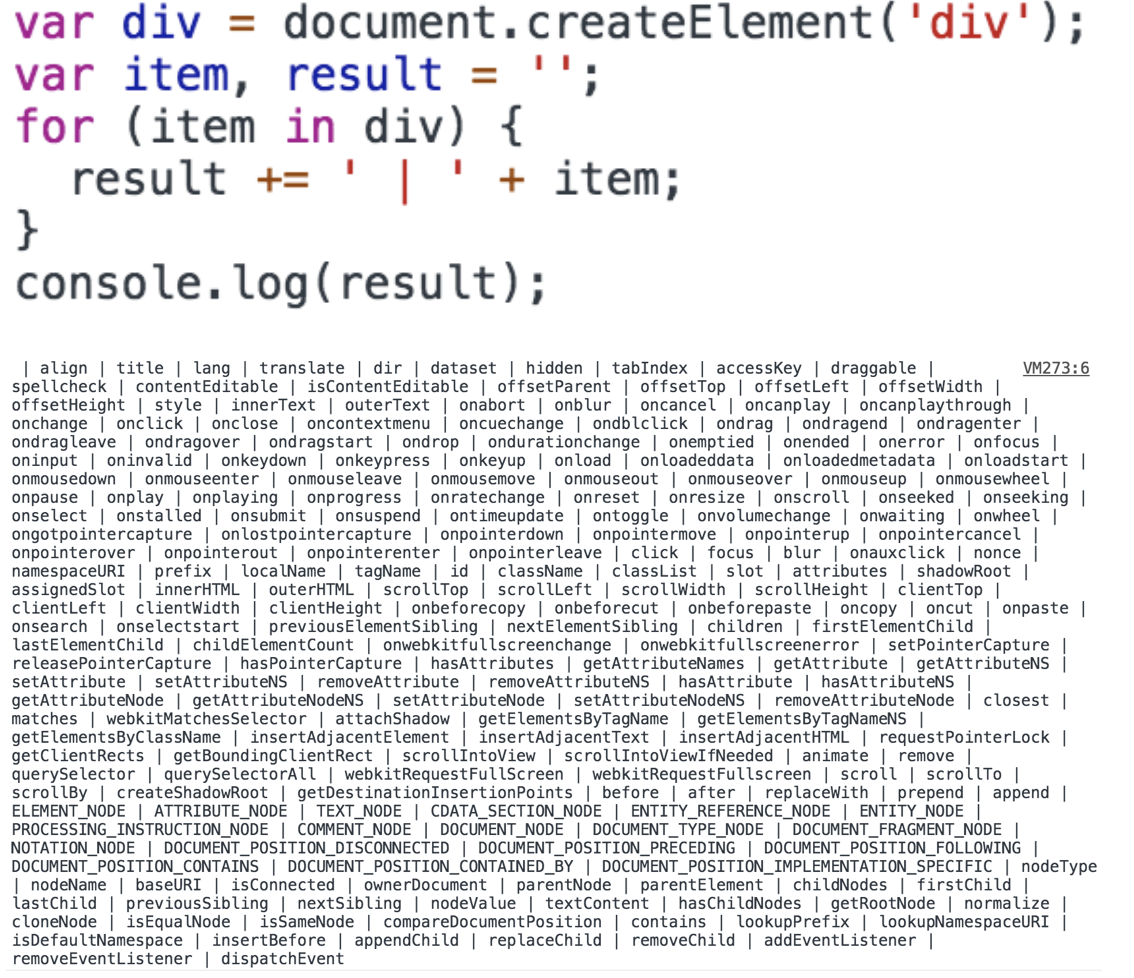 var div = document.createElement('div');
var item, result = '';
for (item in div) {
  result += ' | ' + item;
}
console.log(result);
 | align | title | lang | translate | dir | dataset | hidden | tabIndex | accessKey | draggable | VM273:6
spellcheck | contentEditable | isContentEditable | offsetParent | offsetTop | offsetLeft | offsetWidth |
offsetHeight | style | innerText | outerText | onabort | onblur | oncancel | oncanplay | oncanplaythrough |
onchange | onclick | onclose | oncontextmenu | oncuechange | ondblclick | ondrag | ondragend | ondragenter |
ondragleave | ondragover | ondragstart | ondrop | ondurationchange | onemptied | onended | onerror | onfocus |
oninput | oninvalid | onkeydown | onkeypress | onkeyup | onload | onloadeddata | onloadedmetadata | onloadstart |
onmousedown | onmouseenter | onmouseleave | onmousemove | onmouseout | onmouseover | onmouseup | onmousewheel |
onpause | onplay | onplaying | onprogress | onratechange | onreset | onresize | onscroll | onseeked | onseeking |
onselect | onstalled | onsubmit | onsuspend | ontimeupdate | ontoggle | onvolumechange | onwaiting | onwheel |
ongotpointercapture | onlostpointercapture | onpointerdown | onpointermove | onpointerup | onpointercancel |
onpointerover | onpointerout | onpointerenter | onpointerleave | click | focus | blur | onauxclick | nonce |
namespaceURI | prefix | localName | tagName | id | className | classList | slot | attributes | shadowRoot |
assignedSlot | innerHTML | outerHTML | scrollTop | scrollLeft | scrollWidth | scrollHeight | clientTop |
clientLeft | clientWidth | clientHeight | onbeforecopy | onbeforecut | onbeforepaste | oncopy | oncut | onpaste |
onsearch | onselectstart | previousElementSibling | nextElementSibling | children | firstElementChild |
lastElementChild | childElementCount | onwebkitfullscreenchange | onwebkitfullscreenerror | setPointerCapture |
releasePointerCapture | hasPointerCapture | hasAttributes | getAttributeNames | getAttribute | getAttributeNS |
setAttribute | setAttributeNS | removeAttribute | removeAttributeNS | hasAttribute | hasAttributeNS |
getAttributeNode | getAttributeNodeNS | setAttributeNode | setAttributeNodeNS | removeAttributeNode | closest |
matches | webkitMatchesSelector | attachShadow | getElementsByTagName | getElementsByTagNameNS |
getElementsByClassName | insertAdjacentElement | insertAdjacentText | insertAdjacentHTML | requestPointerLock |
getClientRects | getBoundingClientRect | scrollIntoView | scrollIntoViewIfNeeded | animate | remove |
querySelector | querySelectorAll | webkitRequestFullScreen | webkitRequestFullscreen | scroll | scrollTo |
scrollBy | createShadowRoot | getDestinationInsertionPoints | before | after | replaceWith | prepend | append |
ELEMENT_NODE | ATTRIBUTE_NODE | TEXT_NODE | CDATA_SECTION_NODE | ENTITY_REFERENCE_NODE | ENTITY_NODE |
PROCESSING_INSTRUCTION_NODE | COMMENT_NODE | DOCUMENT_NODE | DOCUMENT_TYPE_NODE | DOCUMENT_FRAGMENT_NODE |
NOTATION_NODE | DOCUMENT_POSITION_DISCONNECTED | DOCUMENT_POSITION_PRECEDING | DOCUMENT_POSITION_FOLLOWING |
DOCUMENT_POSITION_CONTAINS | DOCUMENT_POSITION_CONTAINED_BY | DOCUMENT_POSITION_IMPLEMENTATION_SPECIFIC | nodeType
| nodeName | baseURI | isConnected | ownerDocument | parentNode | parentElement | childNodes | firstChild |
lastChild | previousSibling | nextSibling | nodeValue | textContent | hasChildNodes | getRootNode | normalize |
cloneNode | isEqualNode | isSameNode | compareDocumentPosition | contains | lookupPrefix | lookupNamespaceURI |
isDefaultNamespace | insertBefore | appendChild | replaceChild | removeChild | addEventListener |
removeEventListener | dispatchEvent